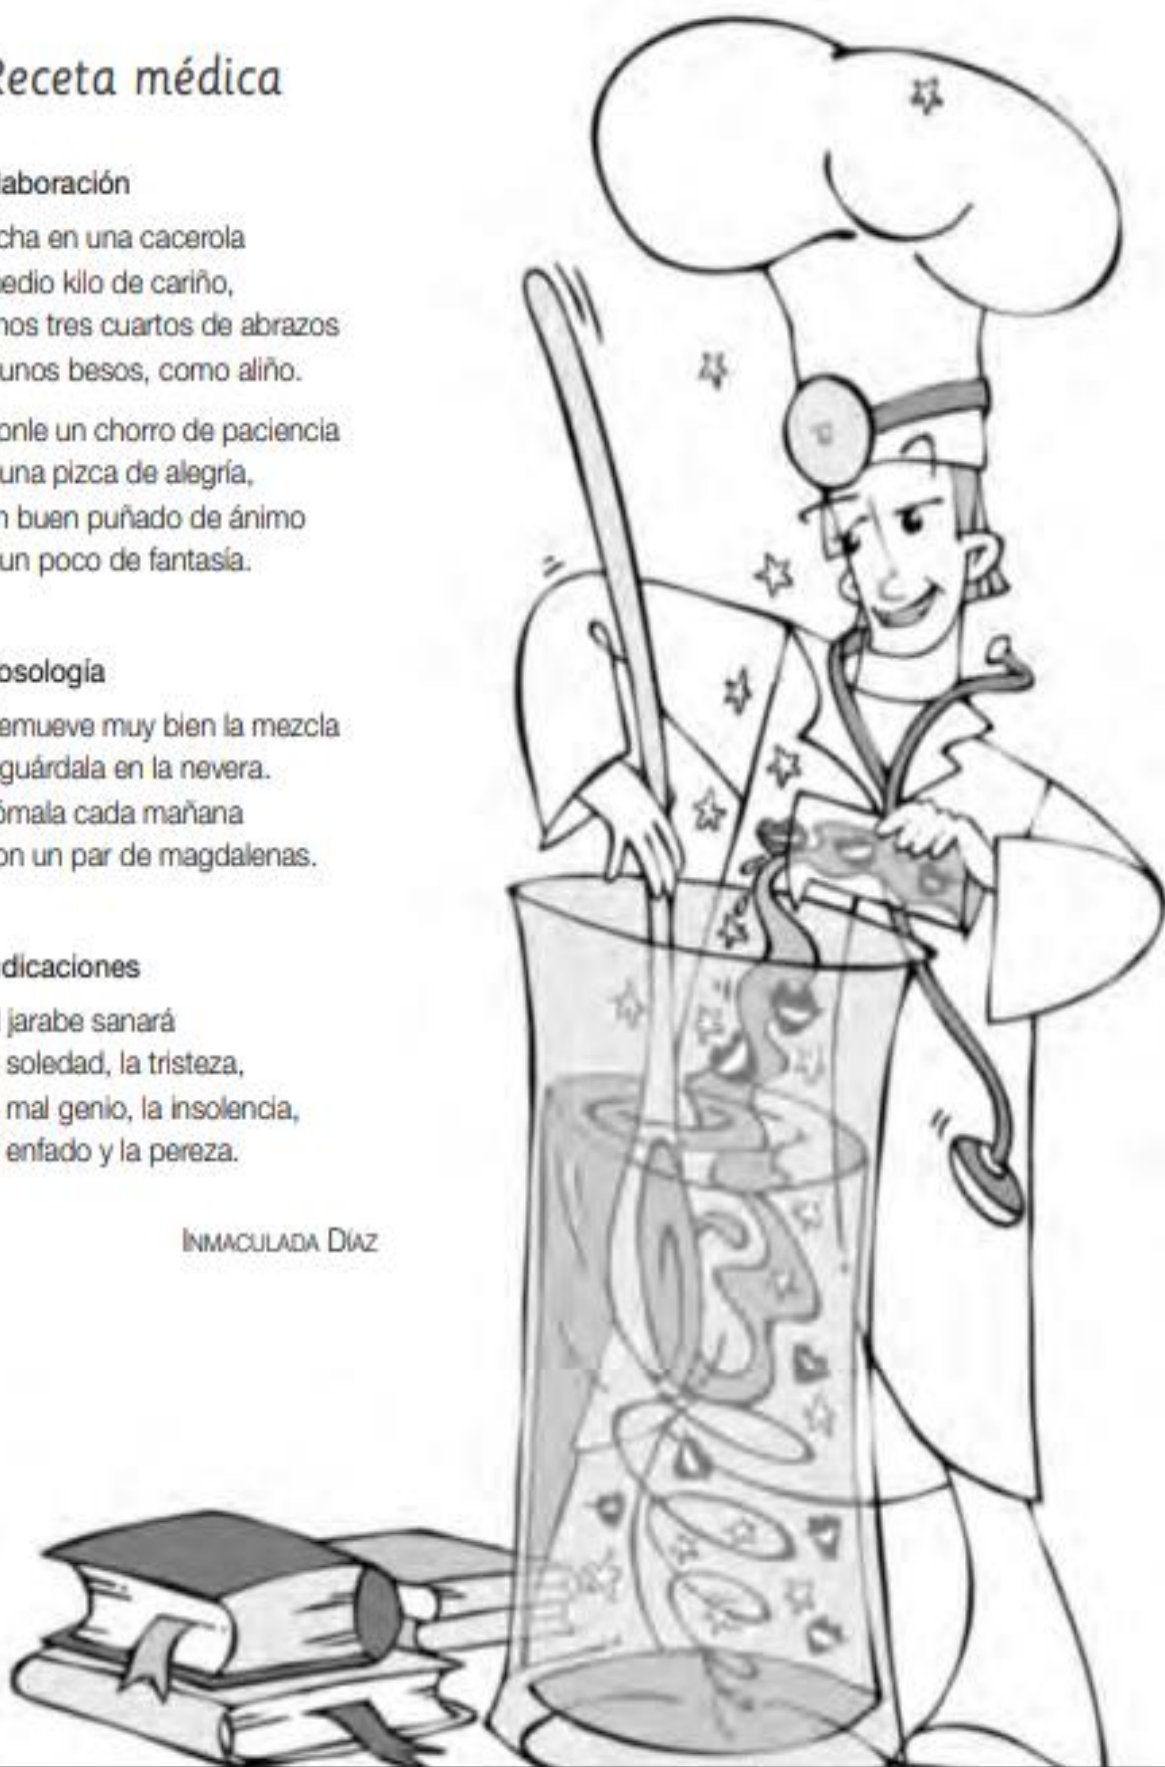 Receta médica
laboración
cha en una cacerola
edio kilo de cariño,
nos tres cuartos de abrazos
unos besos, como aliño.
onle un chorro de paciencia
una pizca de alegría,
n buen puñado de ánimo
un poco de fantasía.
osología
emueve muy bien la mezcla
guárdala en la nevera.
ómala cada mañana
on un par de magdalenas.
dicaciones
jarabe sanará
soledad, la tristeza,
mal genio, la insolencia,
enfado y la pereza.
INMACULADA DÍAZ